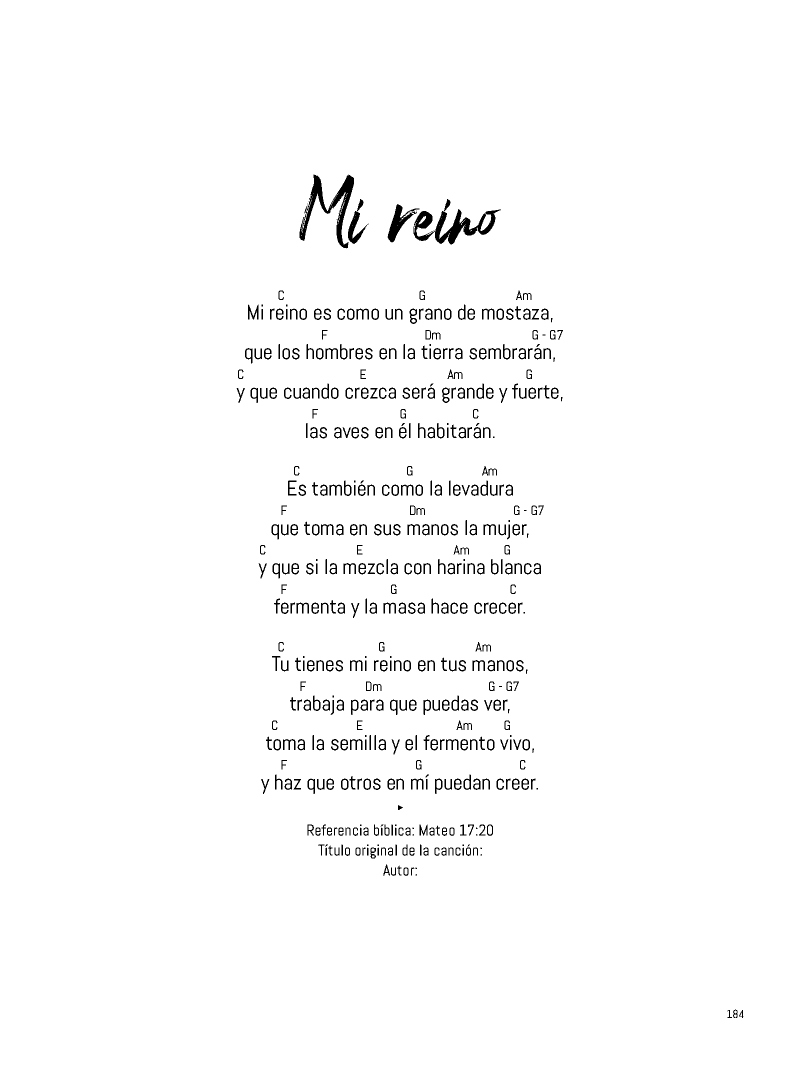 Mi reino
C G Am
Mi reino es como un grano de mostaza,
F Dm G - G7
que los hombres en la tierra sembrarán,
C E Am G
y que cuando crezca será grande y fuerte,
F G C
las aves en él habitarán.
C G Am
Es también como la levadura
F Dm G - G7
que toma en sus manos la mujer,
C E Am G
y que si la mezcla con harina blanca
F G C
fermenta y la masa hace crecer.
C G Am
Tu tienes mi reino en tus manos,
F Dm G - G7
trabaja para que puedas ver,
C E Am G
toma la semilla y el fermento vivo,
F G C
y haz que otros en mí puedan creer.
Referencia bíblica: Mateo 17:20
Título original de la canción:
Autor:
184